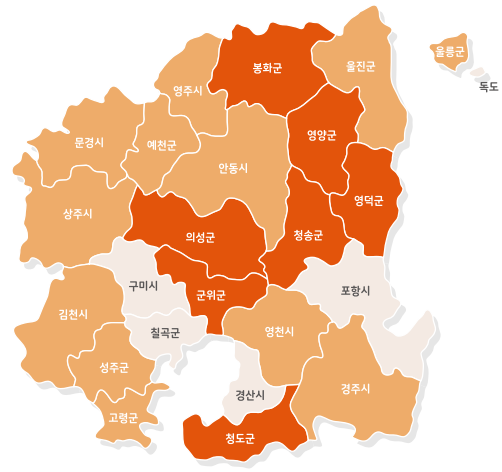 울릉군
봉화군
울진군
독도
영주시
영양군
문경시
예천군
안동시
영덕군
상주시
의성군
청송군
구미시
군위군
포항시
김천시
칠곡군
영천시
성주군
경산시
경주시
고령군
청도군